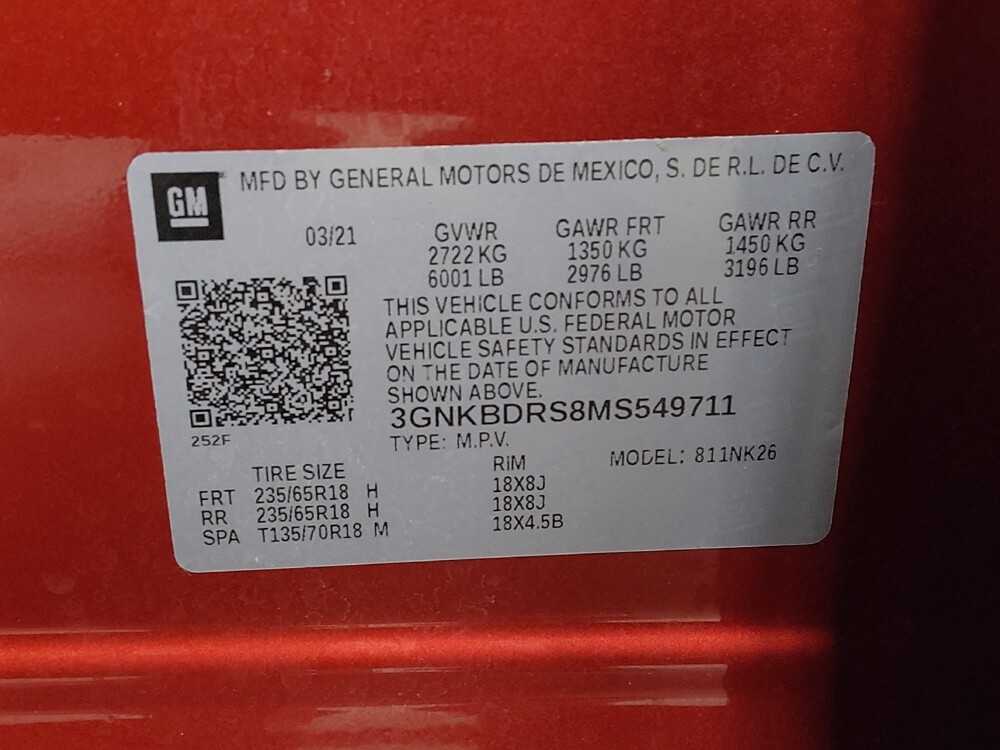 GM
MFD BY GENERAL MOTORS DE MEXICO, S. DE R.L. DE C.V.
03/21 GVWR GAWR FRT GAWR RR
2722 KG 1350 KG 1450 KG
6001 LB 2976 LB 3196 LB
THIS VEHICLE CONFORMS TO ALL
APPLICABLE U.S. FEDERAL MOTOR
VEHICLE SAFETY STANDARDS IN EFFECT
ON THE DATE OF MANUFACTURE
SHOWN ABOVE.
3GNKBDRS8MS549711
252F
TYPE: M.P.V. MODEL: 811NK26
TIRE SIZE RIM
FRT 235/65R18 H 18X8J
RR 235/65R18 H 18X8J
SPA T135/70R18 M 18X4.5B